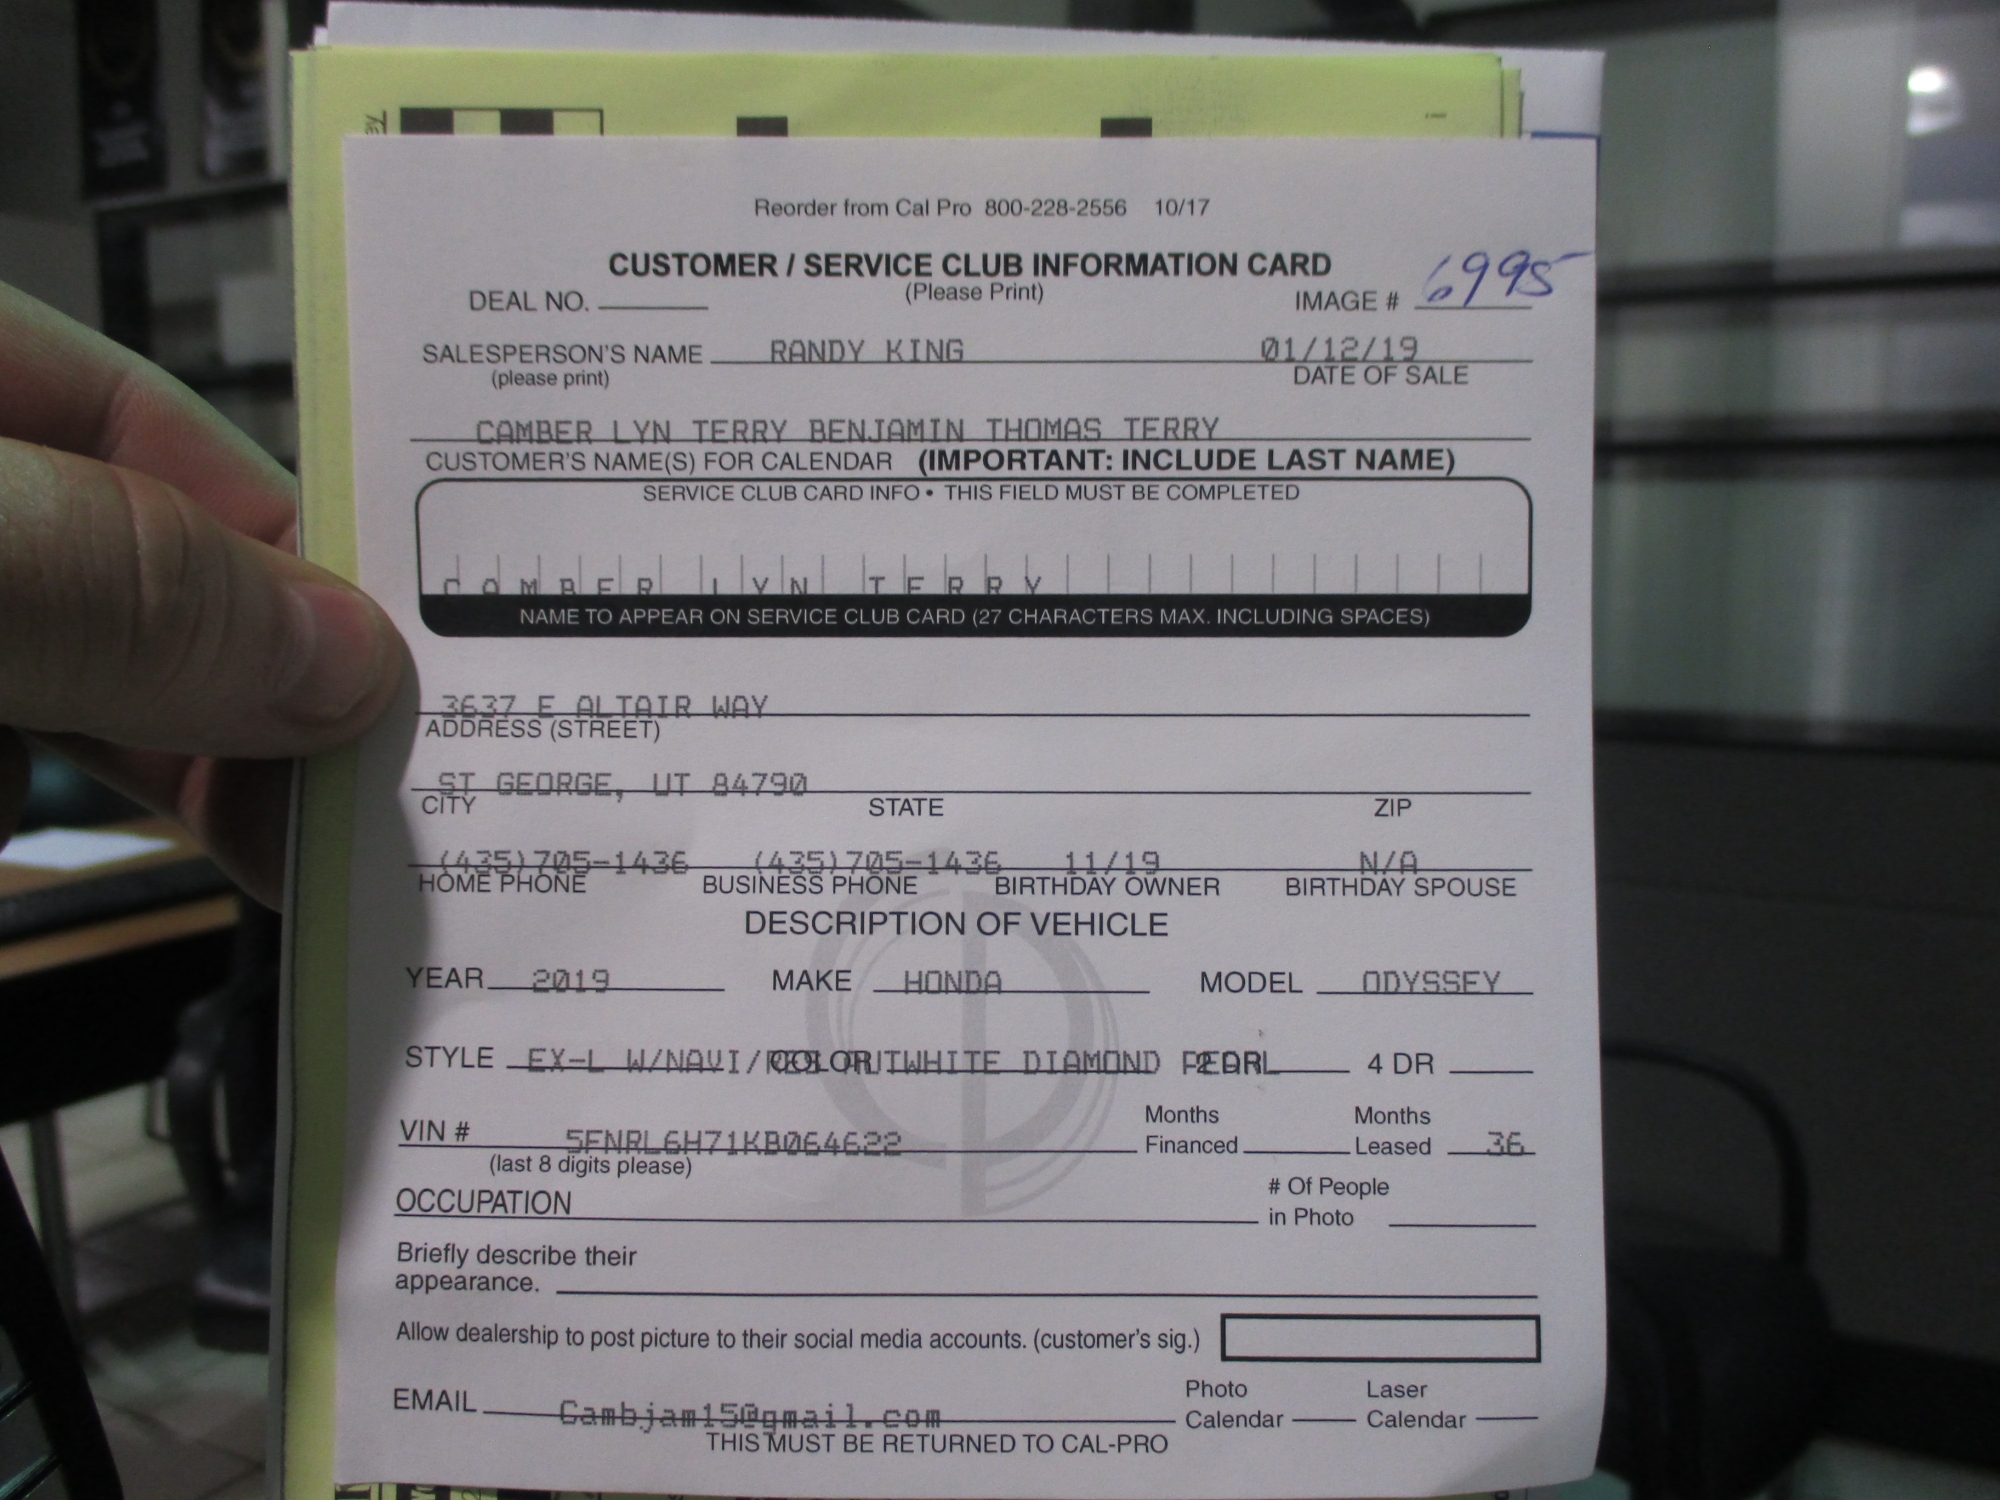 Reorder from Cal Pro 800-228-2556 10/17
CUSTOMER / SERVICE CLUB INFORMATION CARD
(Please Print)
DEAL NO. IMAGE # 6995
SALESPERSON'S NAME RANDY KING 01/12/19
(please print) DATE OF SALE
CAMBER LYN TERRY BENJAMIN THOMAS TERRY
CUSTOMER'S NAME(S) FOR CALENDAR (IMPORTANT: INCLUDE LAST NAME)
SERVICE CLUB CARD INFO • THIS FIELD MUST BE COMPLETED
CAMBER LYN TERRY
NAME TO APPEAR ON SERVICE CLUB CARD (27 CHARACTERS MAX. INCLUDING SPACES)
3637 E ALTAIR WAY
ADDRESS (STREET)
ST GEORGE, UT 84790
CITY STATE ZIP
(435)705-1436 (435)705-1436 11/19 N/A
HOME PHONE BUSINESS PHONE BIRTHDAY OWNER BIRTHDAY SPOUSE
DESCRIPTION OF VEHICLE
YEAR 2019 MAKE HONDA MODEL ODYSSEY
STYLE EX-L W/NAVI/RES AUT COLOR WHITE DIAMOND PEARL 2 DR 4 DR
VIN # 5FNRL6H71KB064622 Months Financed Months Leased 36
(last 8 digits please)
OCCUPATION # Of People in Photo
Briefly describe their
appearance.
Allow dealership to post picture to their social media accounts. (customer's sig.)
EMAIL Cambjam15@gmail.com Photo Calendar Laser Calendar
THIS MUST BE RETURNED TO CAL-PRO